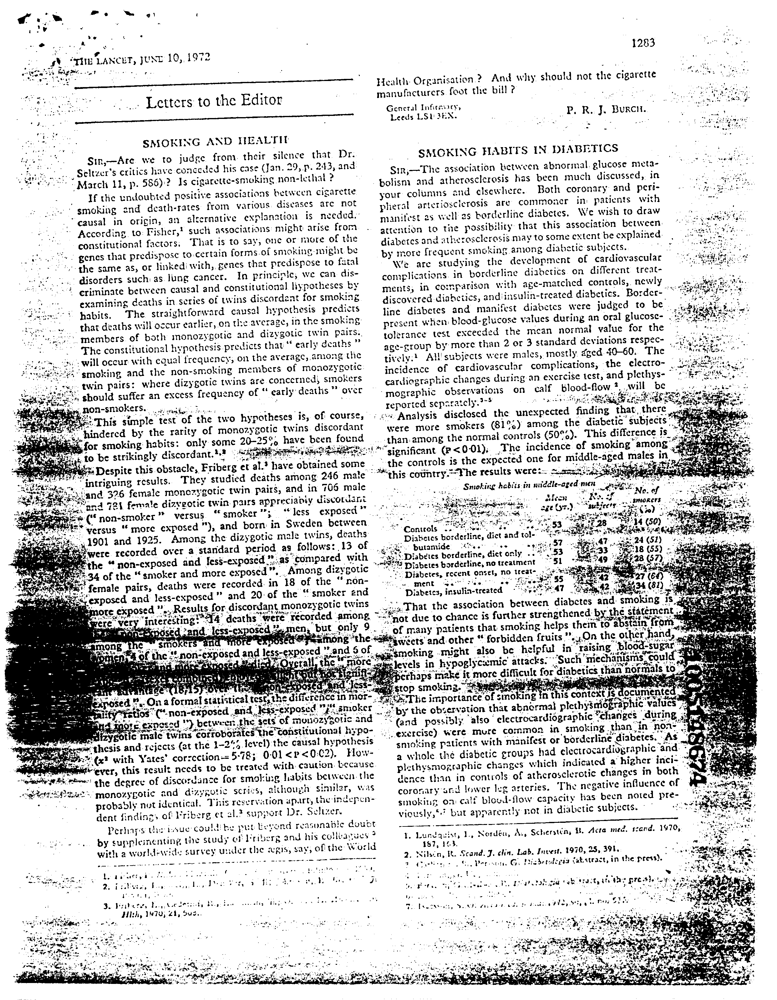 THE LANCET, JUNE 10, 1972
1283
Letters to the Editor
SMOKING AND HEALTH
SIR,—Are we to judge from their silence that Dr.
Seltzer's critics have conceded his case (Jan. 29, p. 243, and
March 11, p. 586)? Is cigarette-smoking non-lethal?
If the undoubted positive associations between cigarette
smoking and death-rates from various diseases are not
causal in origin, an alternative explanation is needed.
According to Fisher,¹ such associations might arise from
constitutional factors. That is to say, one or more of the
genes that predispose to certain forms of smoking might be
the same as, or linked with, genes that predispose to fatal
disorders such as lung cancer. In principle, we can dis-
criminate between causal and constitutional hypotheses by
examining deaths in series of twins discordant for smoking
habits. The straightforward causal hypothesis predicts
that deaths will occur earlier, on the average, in the smoking
members of both monozygotic and dizygotic twin pairs.
The constitutional hypothesis predicts that " early deaths "
will occur with equal frequency, on the average, among the
smoking and the non-smoking members of monozygotic
twin pairs: where dizygotic twins are concerned, smokers
should suffer an excess frequency of " early deaths " over
non-smokers.
This simple test of the two hypotheses is, of course,
hindered by the rarity of monozygotic twins discordant
for smoking habits: only some 20–25% have been found
to be strikingly discordant.
Despite this obstacle, Friberg et al.³ have obtained some
intriguing results. They studied deaths among 246 male
and 326 female monozygotic twin pairs, and in 706 male
and 781 female dizygotic twin pairs appreciably discordant
(" non-smoker " versus " smoker "; " less exposed "
versus " more exposed "), and born in Sweden between
1901 and 1925. Among the dizygotic male twins, deaths
were recorded over a standard period as follows: 13 of
the " non-exposed and less-exposed " as compared with
34 of the " smoker and more exposed ". Among dizygotic
female pairs, deaths were recorded in 18 of the " non-
exposed and less-exposed " and 20 of the " smoker and
more exposed ". Results for discordant monozygotic twins
were very interesting: 14 deaths were recorded among
non-exposed and less-exposed " men, but only 9
among the " smokers and more exposed ". Among the
women, 4 of the " non-exposed and less-exposed " and 6 of
died). Overall, the " more
advantage (18/15) over the non-exposed and less-
exposed ". On a formal statistical test, the difference in mor-
tality ratios (" non-exposed and less-exposed "/" smoker
and more exposed ") between the sets of monozygotic and
dizygotic male twins corroborates the constitutional hypo-
thesis and rejects (at the 1–2% level) the causal hypothesis
(χ² with Yates' correction=5·78; 0·01<P<0·02). How-
ever, this result needs to be treated with caution because
the degree of discordance for smoking habits between the
monozygotic and dizygotic series, although similar, was
probably not identical. This reservation apart, the indepen-
dent findings of Friberg et al.³ support Dr. Seltzer.
Perhaps the issue could be put beyond reasonable doubt
by supplementing the study of Friberg and his colleagues ³
with a world-wide survey under the ægis, say, of the World
1.
2.
3.
1970, 21,
Health Organisation? And why should not the cigarette
manufacturers foot the bill?
General Infirmary,
Leeds LS1 3EX.
P. R. J. BURCH.
SMOKING HABITS IN DIABETICS
SIR,—The association between abnormal glucose meta-
bolism and atherosclerosis has been much discussed, in
your columns and elsewhere. Both coronary and peri-
pheral arteriosclerosis are commoner in patients with
manifest as well as borderline diabetes. We wish to draw
attention to the possibility that this association between
diabetes and atherosclerosis may to some extent be explained
by more frequent smoking among diabetic subjects.
We are studying the development of cardiovascular
complications in borderline diabetics on different treat-
ments, in comparison with age-matched controls, newly
discovered diabetics, and insulin-treated diabetics. Border-
line diabetes and manifest diabetes were judged to be
present when blood-glucose values during an oral glucose-
tolerance test exceeded the mean normal value for the
age-group by more than 2 or 3 standard deviations respec-
tively.¹ All subjects were males, mostly aged 40–60. The
incidence of cardiovascular complications, the electro-
cardiographic changes during an exercise test, and plethys-
mographic observations on calf blood-flow ² will be
reported separately.³⁻⁵
Analysis disclosed the unexpected finding that there
were more smokers (81%) among the diabetic subjects
than among the normal controls (50%). This difference is
significant (P<0·01). The incidence of smoking among
the controls is the expected one for middle-aged males in
this country. The results were:
Smoking habits in middle-aged men
Mean age (yr.) No. of subjects No. of smokers (%)
Controls .. 53 28 14 (50)
Diabetes borderline, diet and tol-
butamide .. 57 47 24 (51)
Diabetes borderline, diet only .. 53 33 18 (55)
Diabetes borderline, no treatment 51 49 28 (57)
Diabetes, recent onset, no treat-
ment .. 55 42 27 (64)
Diabetes, insulin-treated .. 47 42 34 (81)
That the association between diabetes and smoking is
not due to chance is further strengthened by the statement
of many patients that smoking helps them to abstain from
sweets and other " forbidden fruits ". On the other hand,
smoking might also be helpful in raising blood-sugar
levels in hypoglycæmic attacks. Such mechanisms could
perhaps make it more difficult for diabetics than normals to
stop smoking.
The importance of smoking in this context is documented
by the observation that abnormal plethysmographic values
(and possibly also electrocardiographic changes during
exercise) were more common in smoking than in non-
smoking patients with manifest or borderline diabetes. As
a whole the diabetic groups had electrocardiographic and
plethysmographic changes which indicated a higher inci-
dence than in controls of atherosclerotic changes in both
coronary and lower leg arteries. The negative influence of
smoking on calf blood-flow capacity has been noted pre-
viously,⁶·⁷ but apparently not in diabetic subjects.
1. Lundquist, I., Nordén, Å., Scherstén, B. Acta med. scand. 1970,
187,
2. Nilsén, R. Scand. J. clin. Lab. Invest. 1970, 25, 391.
G. Diabetologia (abstract, in the press).
7.
1005148674